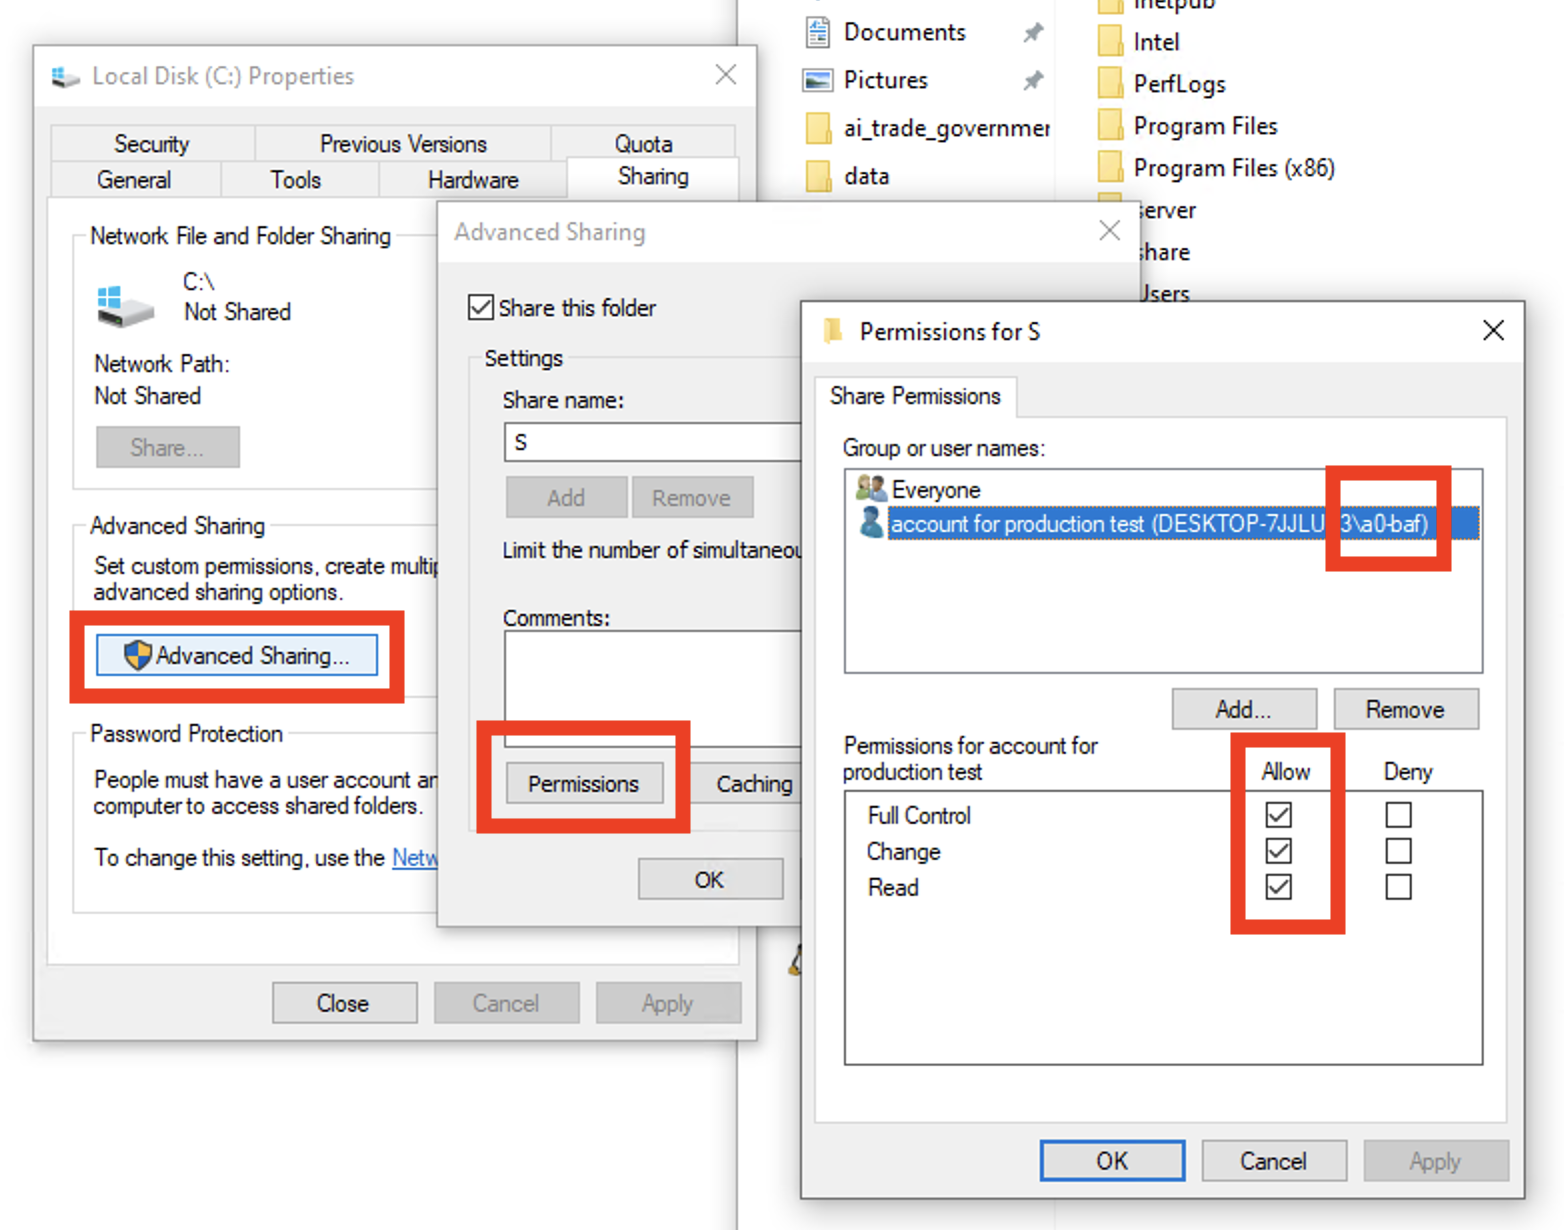 Local Disk (C:) Properties
Security
Previous Versions
Quota
General
Tools
Hardware
Sharing
Network File and Folder Sharing
C:\
Not Shared
Network Path:
Not Shared
Share...
Advanced Sharing
Set custom permissions, create multip
advanced sharing options.
Advanced Sharing...
Password Protection
People must have a user account an
computer to access shared folders.
To change this setting, use the Netw
Close
Cancel
Apply
Advanced Sharing
Share this folder
Settings
Share name:
S
Add
Remove
Limit the number of simultaneou
Comments:
Permissions
Caching
OK
Documents
Pictures
ai_trade_governmer
data
inetpub
Intel
PerfLogs
Program Files
Program Files (x86)
server
share
Users
Permissions for S
Share Permissions
Group or user names:
Everyone
account for production test (DESKTOP-7JJLU 3\a0-baf)
Add...
Remove
Permissions for account for
production test
Allow
Deny
Full Control
Change
Read
OK
Cancel
Apply